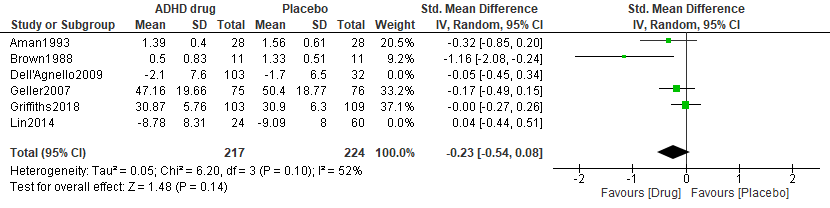 ADHD drug Placebo Std. Mean Difference Std. Mean Difference
Study or Subgroup Mean SD Total Mean SD Total Weight IV, Random, 95% CI IV, Random, 95% CI
Aman1993 1.39 0.4 28 1.56 0.61 28 20.5% -0.32 [-0.85, 0.20]
Brown1988 0.5 0.83 11 1.33 0.51 11 9.2% -1.16 [-2.08, -0.24]
Dell'Agnello2009 -2.1 7.6 103 -1.7 6.5 32 0.0% -0.05 [-0.45, 0.34]
Geller2007 47.16 19.66 75 50.4 18.77 76 33.2% -0.17 [-0.49, 0.15]
Griffiths2018 30.87 5.76 103 30.9 6.3 109 37.1% -0.00 [-0.27, 0.26]
Lin2014 -8.78 8.31 24 -9.09 8 60 0.0% 0.04 [-0.44, 0.51]
Total (95% CI) 217 224 100.0% -0.23 [-0.54, 0.08]
Heterogeneity: Tau² = 0.05; Chi² = 6.20, df = 3 (P = 0.10); I² = 52%
Test for overall effect: Z = 1.48 (P = 0.14)
-2 -1 0 1 2
Favours [Drug] Favours [Placebo]